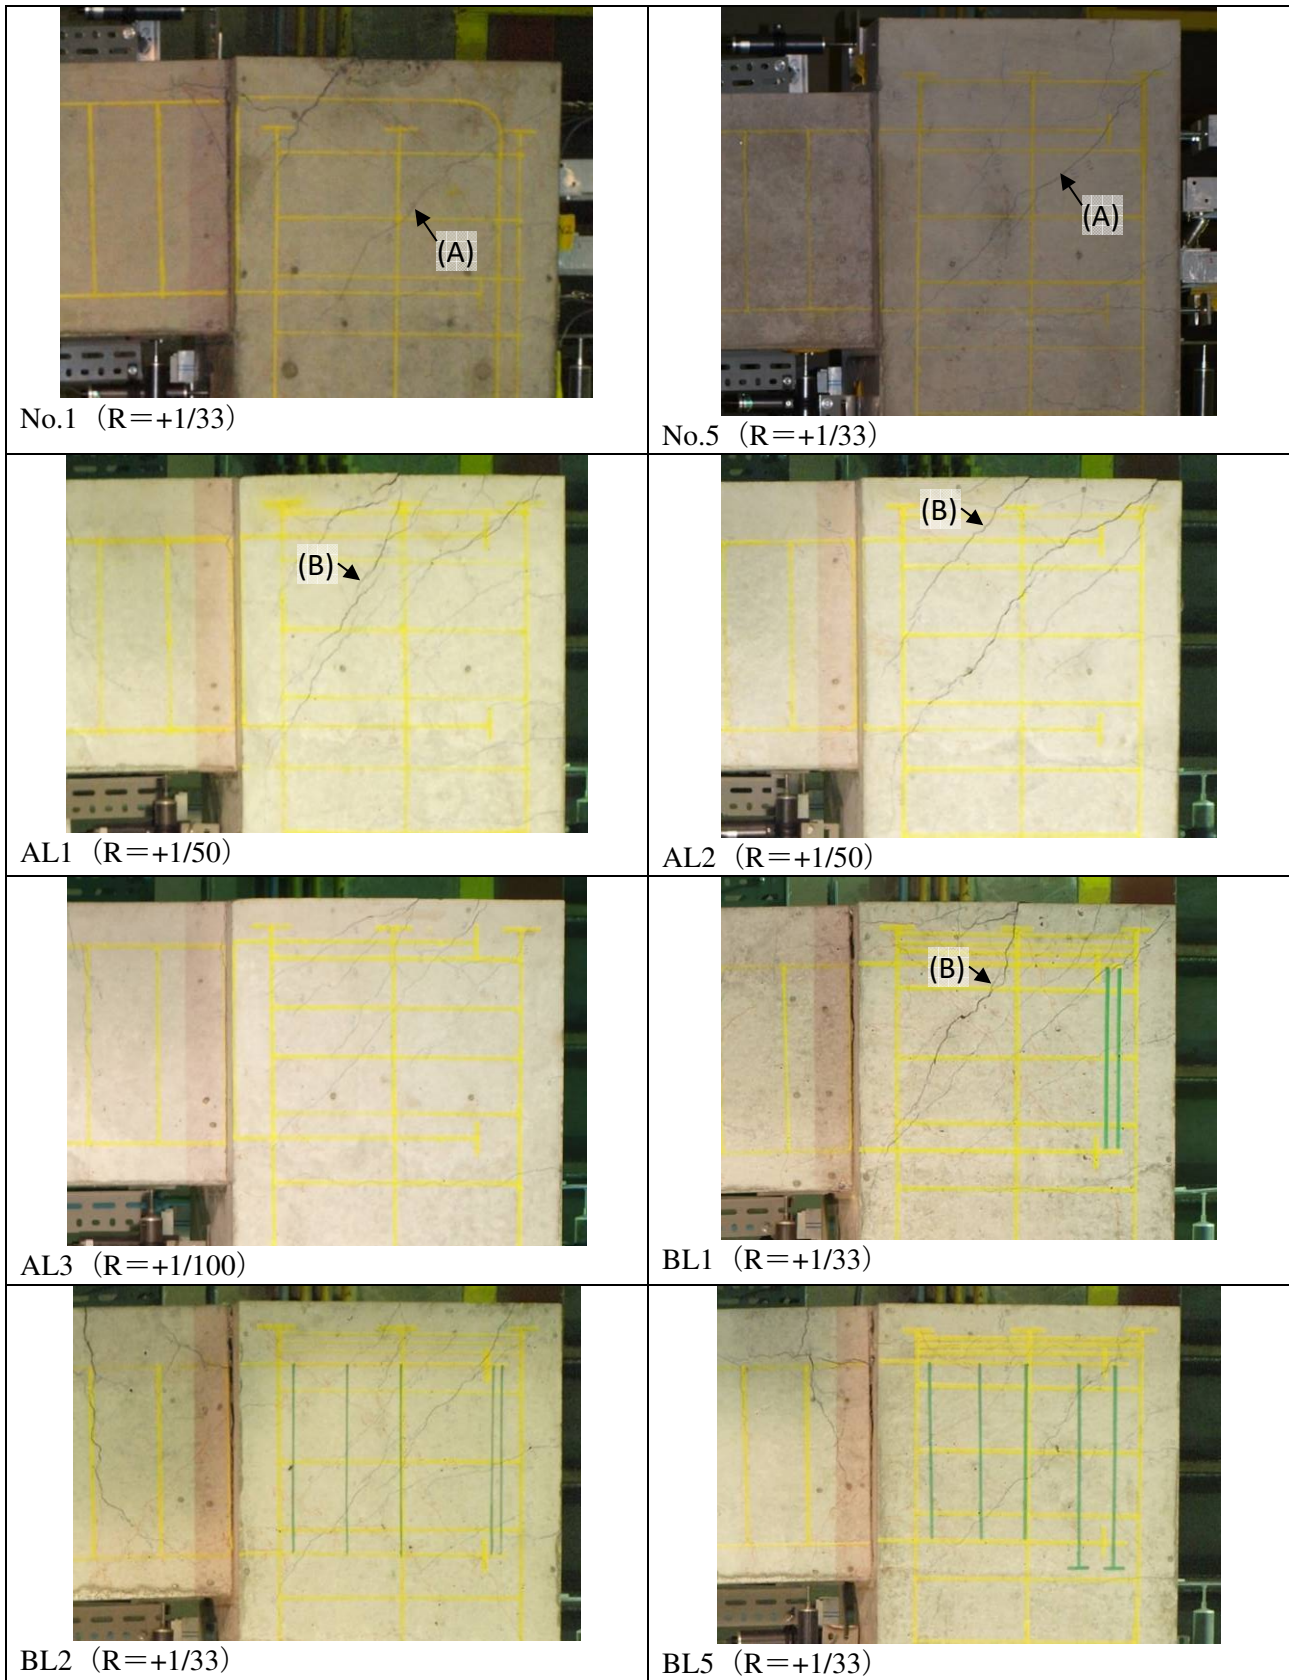 (A)
No.1（R＝+1/33）
(A)
No.5（R＝+1/33）
(B)
AL1（R＝+1/50）
(B)
AL2（R＝+1/50）
AL3（R＝+1/100）
(B)
BL1（R＝+1/33）
BL2（R＝+1/33）
BL5（R＝+1/33）